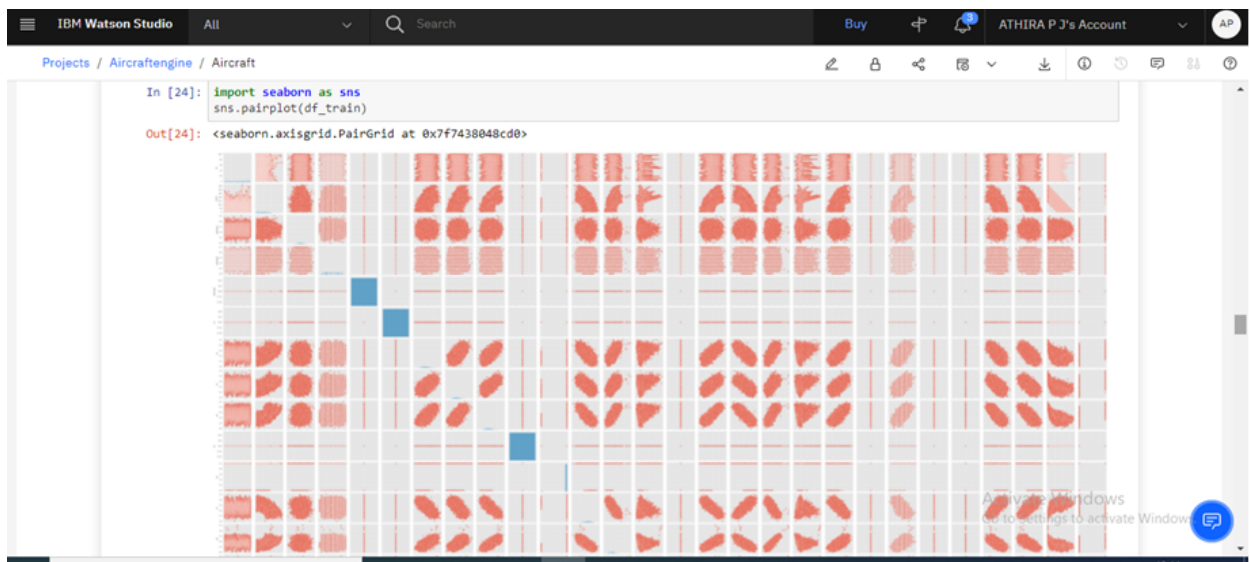 IBM Watson Studio All Search Buy 3 ATHIRA P J's Account AP
Projects / Aircraftengine / Aircraft
In [24]: import seaborn as sns
sns.pairplot(df_train)
Out[24]: <seaborn.axisgrid.PairGrid at 0x7f7438048cd0>
Activate Windows
Go to Settings to activate Windows